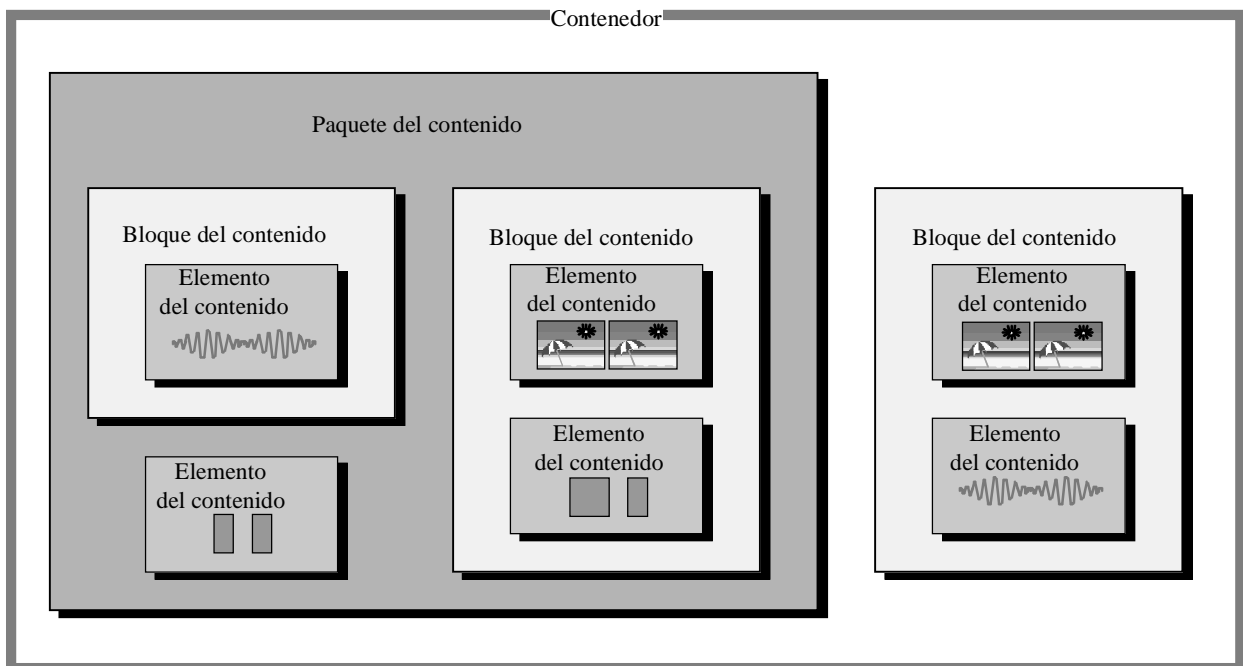 Contenedor
Paquete del contenido
Bloque del contenido
Elemento
del contenido
Elemento
del contenido
Bloque del contenido
Elemento
del contenido
Elemento
del contenido
Bloque del contenido
Elemento
del contenido
Elemento
del contenido